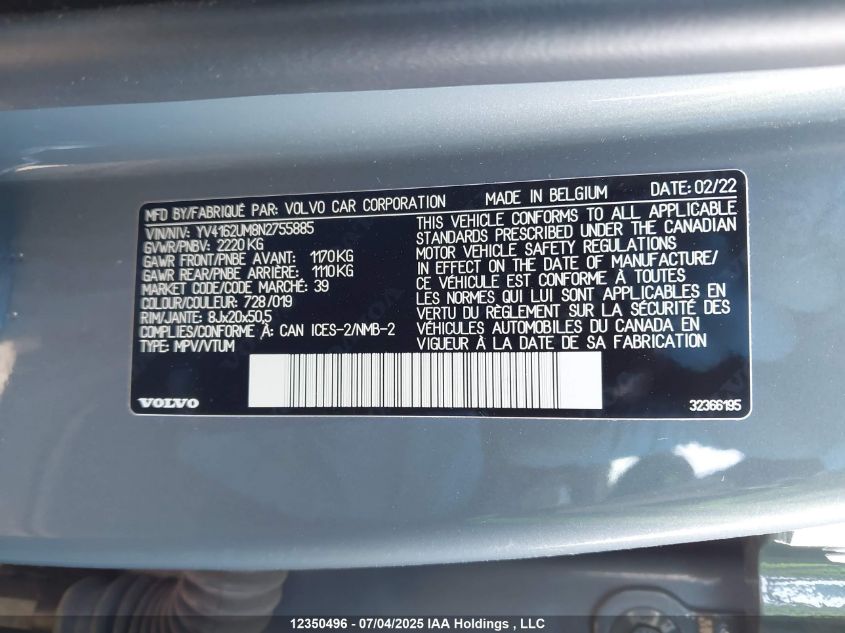 MFD BY/FABRIQUÉ PAR: VOLVO CAR CORPORATION MADE IN BELGIUM DATE: 02/22
VIN/NIV: YV4162UM8N2755885
GVWR/PNBV: 2220 KG
GAWR FRONT/PNBE AVANT: 1170 KG
GAWR REAR/PNBE ARRIÈRE: 1110 KG
MARKET CODE/CODE MARCHÉ: 39
COLOUR/COULEUR: 728 /019
RIM/JANTE: 8Jx20x50,5
COMPLIES/CONFORME À: CAN ICES-2/NMB-2
TYPE: MPV/VTUM
THIS VEHICLE CONFORMS TO ALL APPLICABLE
STANDARDS PRESCRIBED UNDER THE CANADIAN
MOTOR VEHICLE SAFETY REGULATIONS
IN EFFECT ON THE DATE OF MANUFACTURE/
CE VÉHICULE EST CONFORME À TOUTES
LES NORMES QUI LUI SONT APPLICABLES EN
VERTU DU RÈGLEMENT SUR LA SÉCURITÉ DES
VÉHICULES AUTOMOBILES DU CANADA EN
VIGUEUR À LA DATE DE SA FABRICATION
VOLVO
32366195
12350496 - 07/04/2025 IAA Holdings , LLC